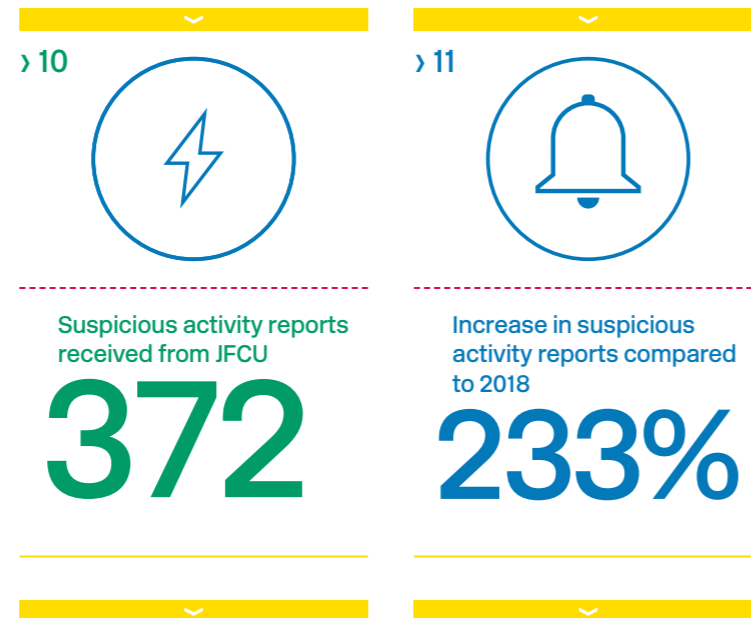 › 10
Suspicious activity reports
received from JFCU
372
› 11
Increase in suspicious
activity reports compared
to 2018
233%